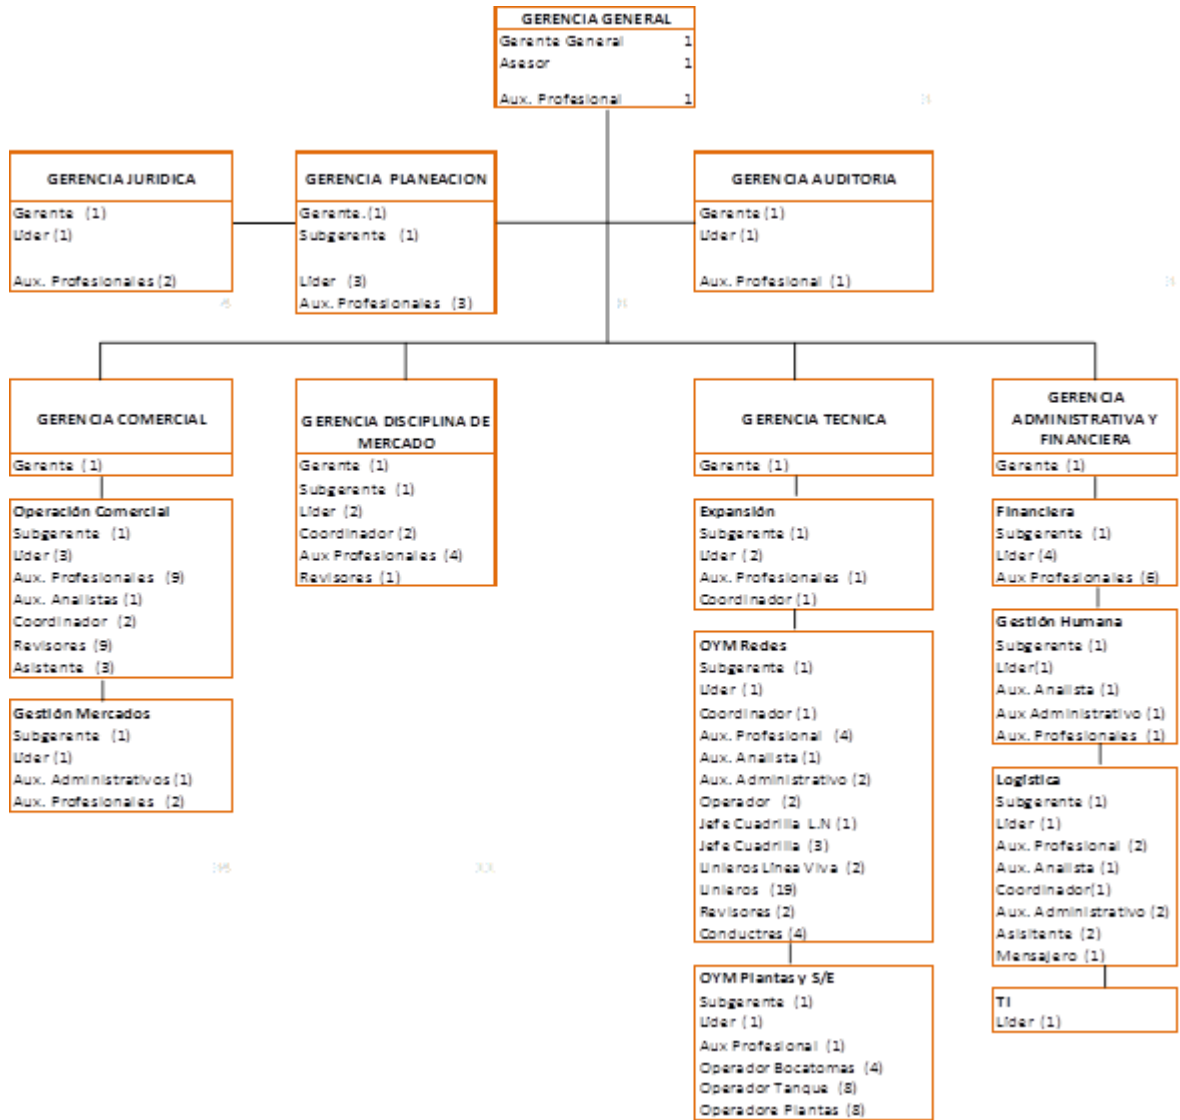 GERENCIA GENERAL
Gerente General 1
Asesor 1
Aux. Profesional 1
GERENCIA JURIDICA
Gerente (1)
Líder (1)
Aux. Profesionales (2)
GERENCIA PLANEACION
Gerente. (1)
Subgerente (1)
Líder (3)
Aux. Profesionales (3)
GERENCIA AUDITORIA
Gerente (1)
Líder (1)
Aux. Profesional (1)
GERENCIA COMERCIAL
Gerente (1)
Operación Comercial
Subgerente (1)
Líder (3)
Aux. Profesionales (9)
Aux. Analistas (1)
Coordinador (2)
Revisores (9)
Asistente (3)
Gestión Mercados
Subgerente (1)
Líder (1)
Aux. Administrativos (1)
Aux. Profesionales (2)
GERENCIA DISCIPLINA DE
MERCADO
Gerente (1)
Subgerente (1)
Líder (2)
Coordinador (2)
Aux Profesionales (4)
Revisores (1)
GERENCIA TECNICA
Gerente (1)
Expansión
Subgerente (1)
Líder (2)
Aux. Profesionales (1)
Coordinador (1)
OYM Redes
Subgerente (1)
Líder (1)
Coordinador (1)
Aux. Profesional (4)
Aux. Analista (1)
Aux. Administrativo (2)
Operador (2)
Jefe Cuadrilla L.N (1)
Jefe Cuadrilla (3)
Linieros Línea Viva (2)
Linieros (19)
Revisores (2)
Conductres (4)
OYM Plantas y S/E
Subgerente (1)
Líder (1)
Aux Profesional (1)
Operador Bocatomas (4)
Operador Tanque (8)
Operadore Plantas (8)
GERENCIA
ADMINISTRATIVA Y
FINANCIERA
Gerente (1)
Financiera
Subgerente (1)
Líder (4)
Aux Profesionales (6)
Gestión Humana
Subgerente (1)
Líder(1)
Aux. Analista (1)
Aux Administrativo (1)
Aux. Profesionales (1)
Logística
Subgerente (1)
Líder (1)
Aux. Profesional (2)
Aux. Analista (1)
Coordinador(1)
Aux. Administrativo (2)
Asisitente (2)
Mensajero (1)
TI
Líder (1)